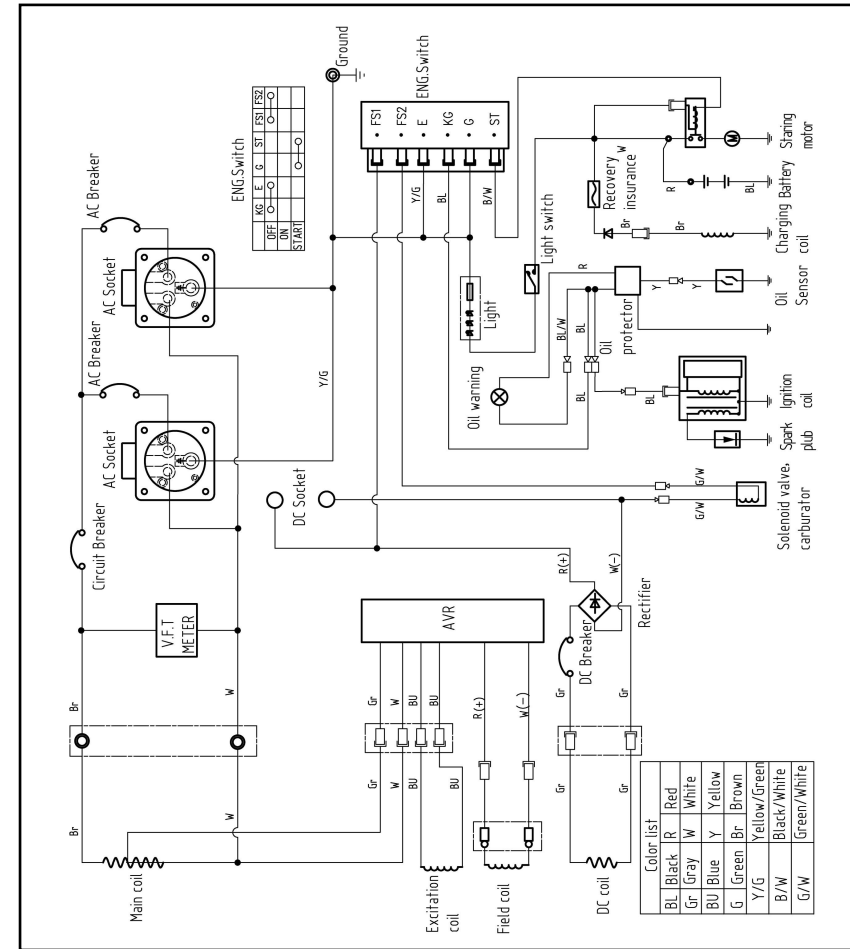 Main coil
Br
W
Br
W
V.F.T
METER
Circuit Breaker
AC Socket
AC Breaker
AC Socket
AC Breaker
ENG.Switch
KG E G ST FS1 FS2
OFF
ON
START
Ground
Y/G
Excitation
coil
Gr
W
BU
BU
Gr
W
BU
BU
AVR
R(+)
W(-)
Field coil
DC Socket
ENG.Switch
FS1
FS2
E
KG
G
ST
Y/G
BL
B/W
Light
Light switch
Oil warning
BL/W
BL
BL
R
Oil
protector
Recovery W
insurance
Br
Br
R
BL
DC coil
Gr
Gr
Gr
Gr
DC Breaker
Rectifier
R(+)
W(-)
G/W
G/W
Solenoid valve,
carburator
Spark
plub
BL
Ignition
coil
Y
Y
Oil
Sensor
Charging
coil
Battery
M
Staring
motor
Color list
BL Black R Red
Gr Gray W White
BU Blue Y Yellow
G Green Br Brown
Y/G Yellow/Green
B/W Black/White
G/W Green/White